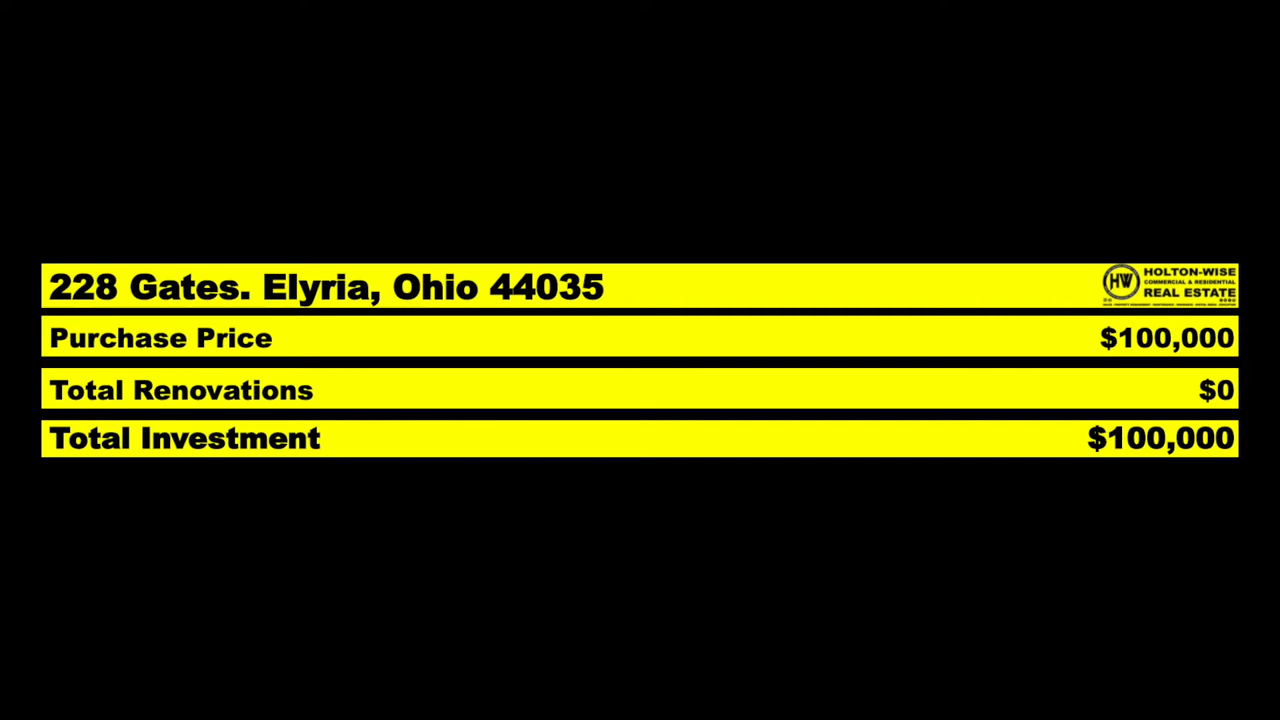 228 Gates. Elyria, Ohio 44035
HW
HOLTON-WISE
COMMERCIAL & RESIDENTIAL
REAL ESTATE
Purchase Price $100,000
Total Renovations $0
Total Investment $100,000